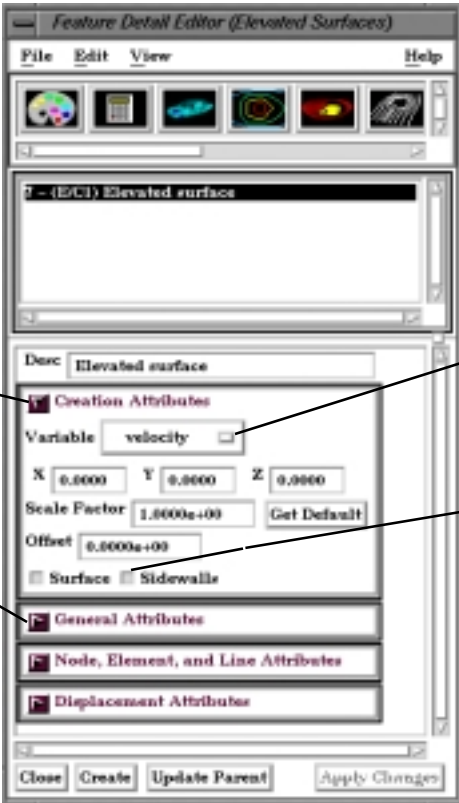 Feature Detail Editor (Elevated Surfaces)
File Edit View Help
7 - (E/C1) Elevated surface
Desc Elevated surface
Creation Attributes
Variable velocity
X 0.0000 Y 0.0000 Z 0.0000
Scale Factor 1.0000e+00 Get Default
Offset 0.0000e+00
Surface Sidewalls
General Attributes
Node, Element, and Line Attributes
Displacement Attributes
Close Create Update Parent Apply Changes